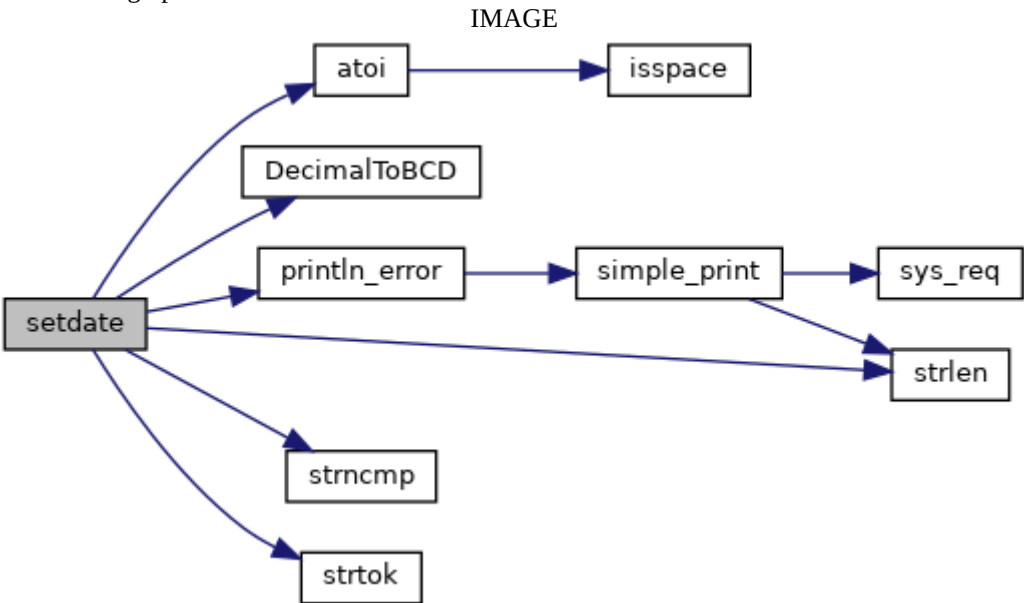 IMAGE
atoi
isspace
DecimalToBCD
println_error
simple_print
sys_req
setdate
strlen
strncmp
strtok